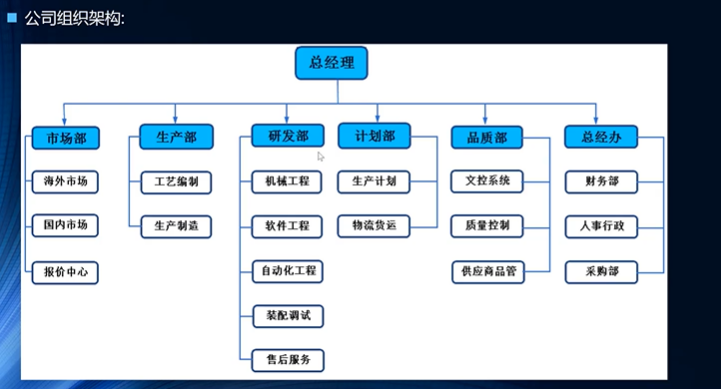 公司组织架构:
总经理
市场部 生产部 研发部 计划部 品质部 总经办
海外市场 工艺编制 机械工程 生产计划 文控系统 财务部
国内市场 生产制造 软件工程 物流货运 质量控制 人事行政
报价中心 自动化工程 供应商品管 采购部
装配调试
售后服务